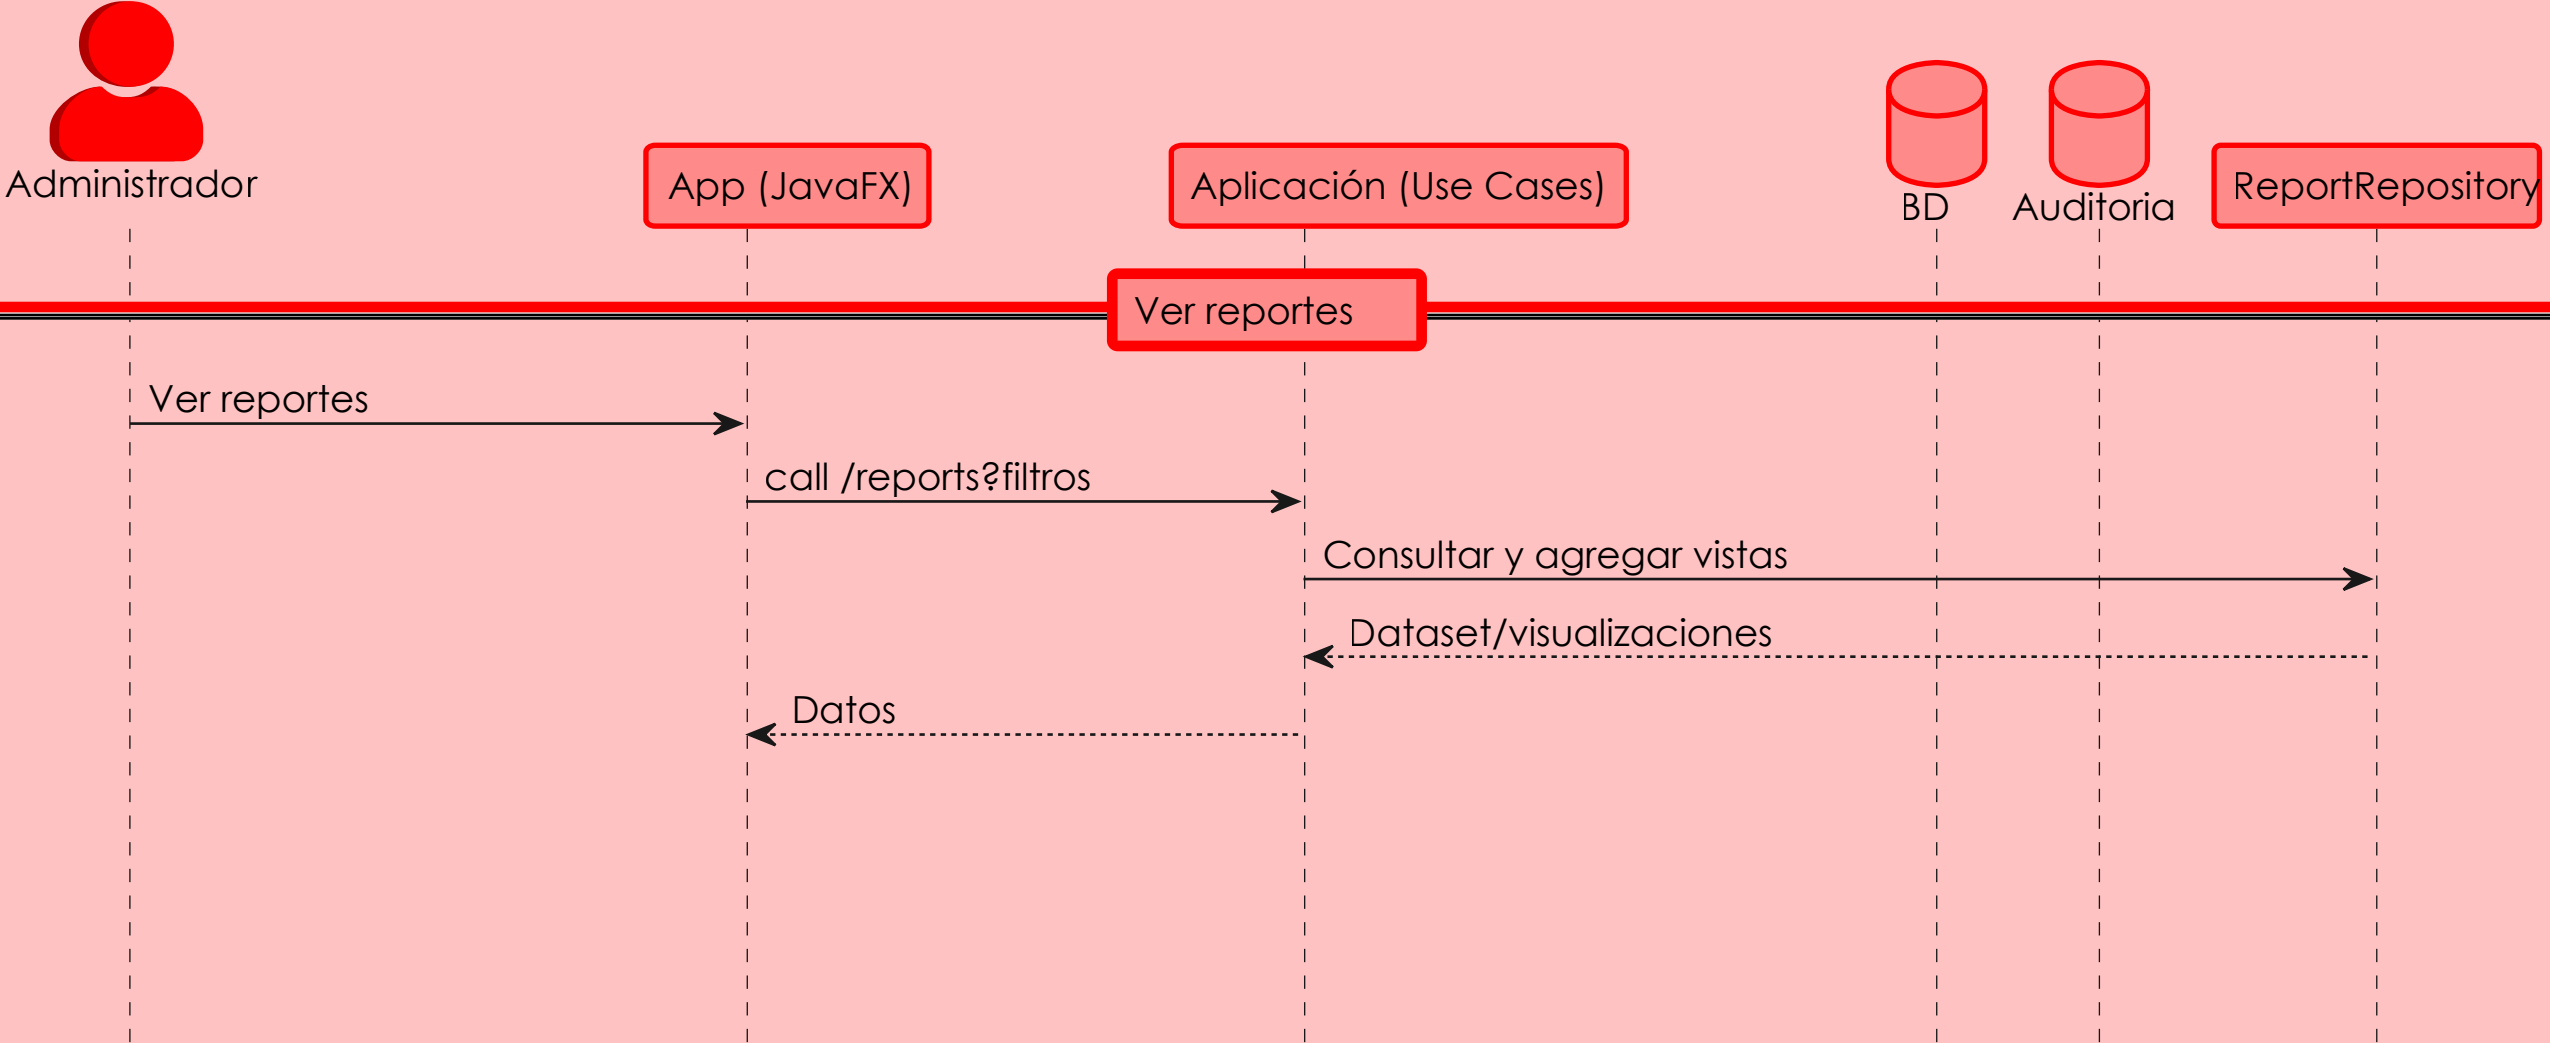 Administrador
App (JavaFX)
Aplicación (Use Cases)
BD
Auditoria
ReportRepository
Ver reportes
Ver reportes
call /reports?filtros
Consultar y agregar vistas
Dataset/visualizaciones
Datos